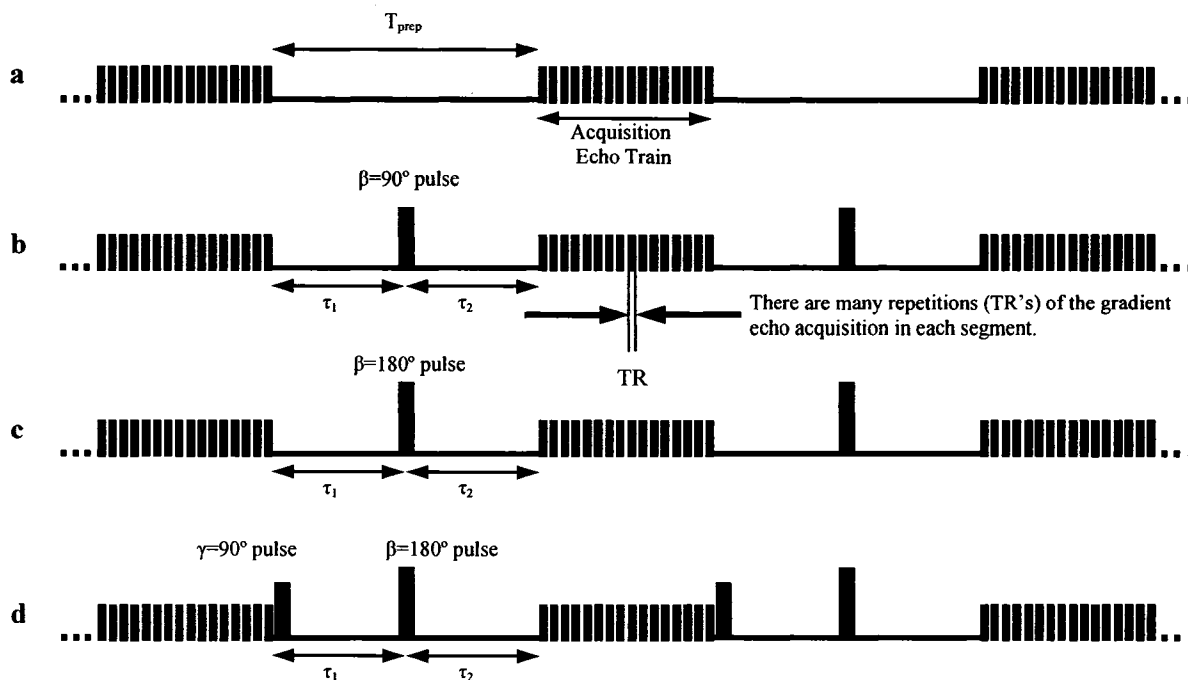 T_prep
a
Acquisition
Echo Train
β=90° pulse
b
τ₁ τ₂
There are many repetitions (TR's) of the gradient
echo acquisition in each segment.
TR
β=180° pulse
c
τ₁ τ₂
γ=90° pulse β=180° pulse
d
τ₁ τ₂